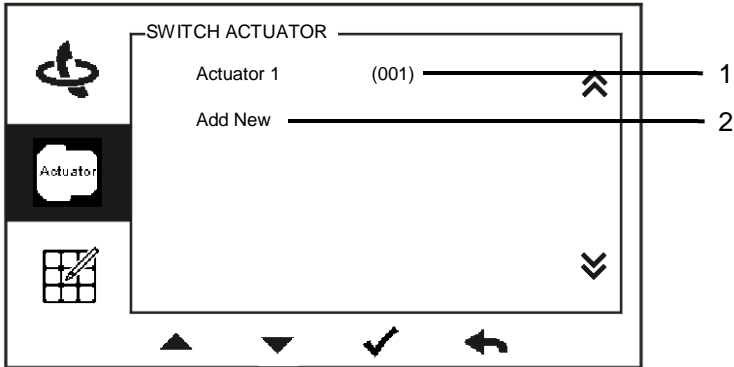 SWITCH ACTUATOR
Actuator 1 (001) 1
Add New 2
Actuator